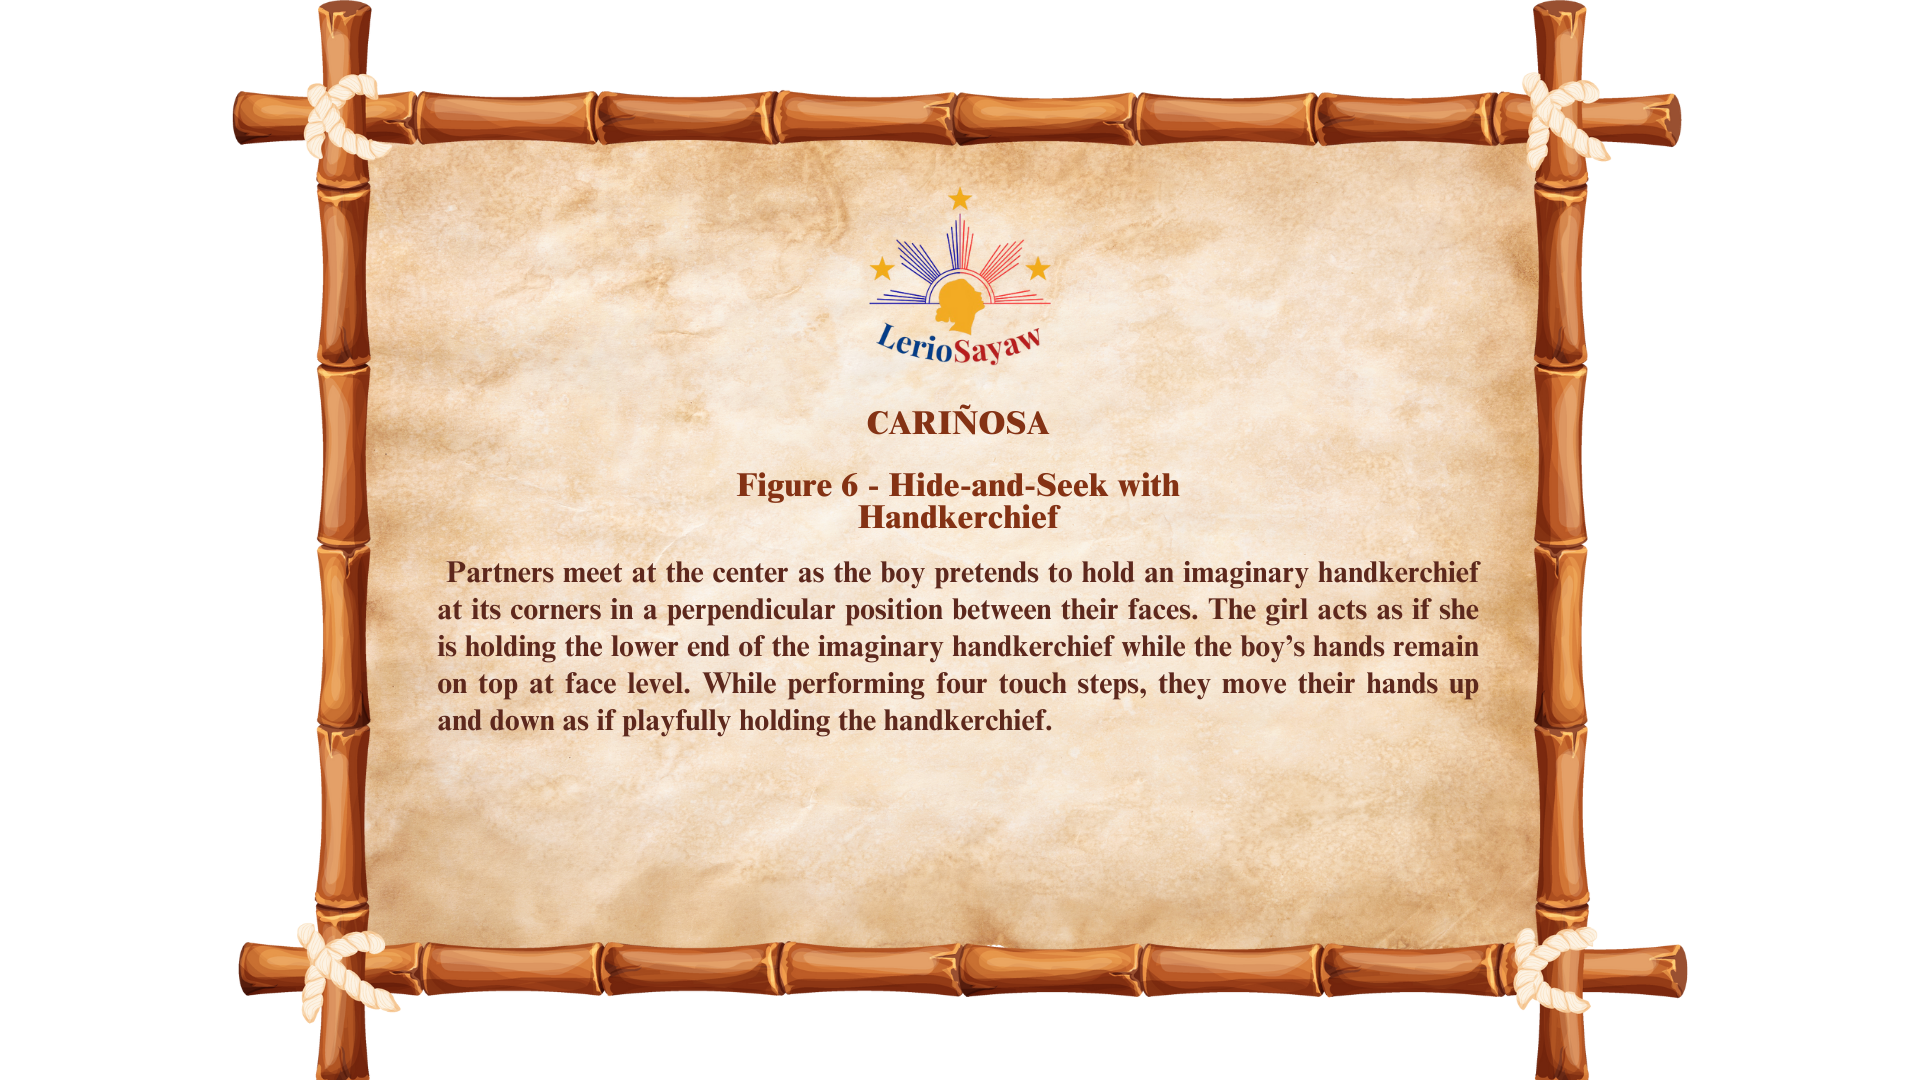 LerioSayaw
CARIÑOSA
Figure 6 - Hide-and-Seek with
Handkerchief
Partners meet at the center as the boy pretends to hold an imaginary handkerchief
at its corners in a perpendicular position between their faces. The girl acts as if she
is holding the lower end of the imaginary handkerchief while the boy’s hands remain
on top at face level. While performing four touch steps, they move their hands up
and down as if playfully holding the handkerchief.